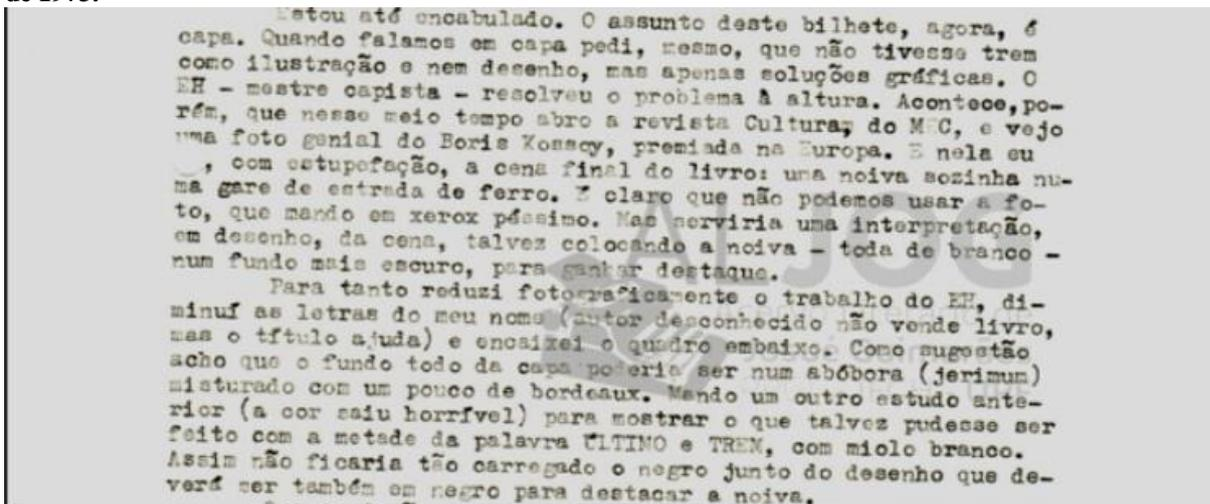 de 1975.
Estou até encabulado. O assunto deste bilhete, agora, é
capa. Quando falamos em capa pedi, mesmo, que não tivesse trem
como ilustração e nem desenho, mas apenas soluções gráficas. O
EH - mestre capista - resolveu o problema à altura. Acontece,po-
rém, que nesse meio tempo abro a revista Cultura, do MEC, e vejo
uma foto genial do Boris Kossoy, premiada na Europa. E nela eu
, com estupefação, a cena final do livro: uma noiva sozinha nu-
ma gare de estrada de ferro. É claro que não podemos usar a fo-
to, que mando em xerox péssimo. Mas serviria uma interpretação,
em desenho, da cena, talvez colocando a noiva - toda de branco -
num fundo mais escuro, para ganhar destaque.
Para tanto reduzi fotograficamente o trabalho do EH, di-
minuí as letras do meu nome (autor desconhecido não vende livro,
mas o título ajuda) e encaixei o quadro embaixo. Como sugestão
acho que o fundo todo da capa poderia ser num abóbora (jerimum)
misturado com um pouco de bordeaux. Mando um outro estudo ante-
rior (a cor saiu horrível) para mostrar o que talvez pudesse ser
feito com a metade da palavra ÚLTIMO e TREM, com miolo branco.
Assim não ficaria tão carregado o negro junto do desenho que de-
verá ser também em negro para destacar a noiva.
ALJOG